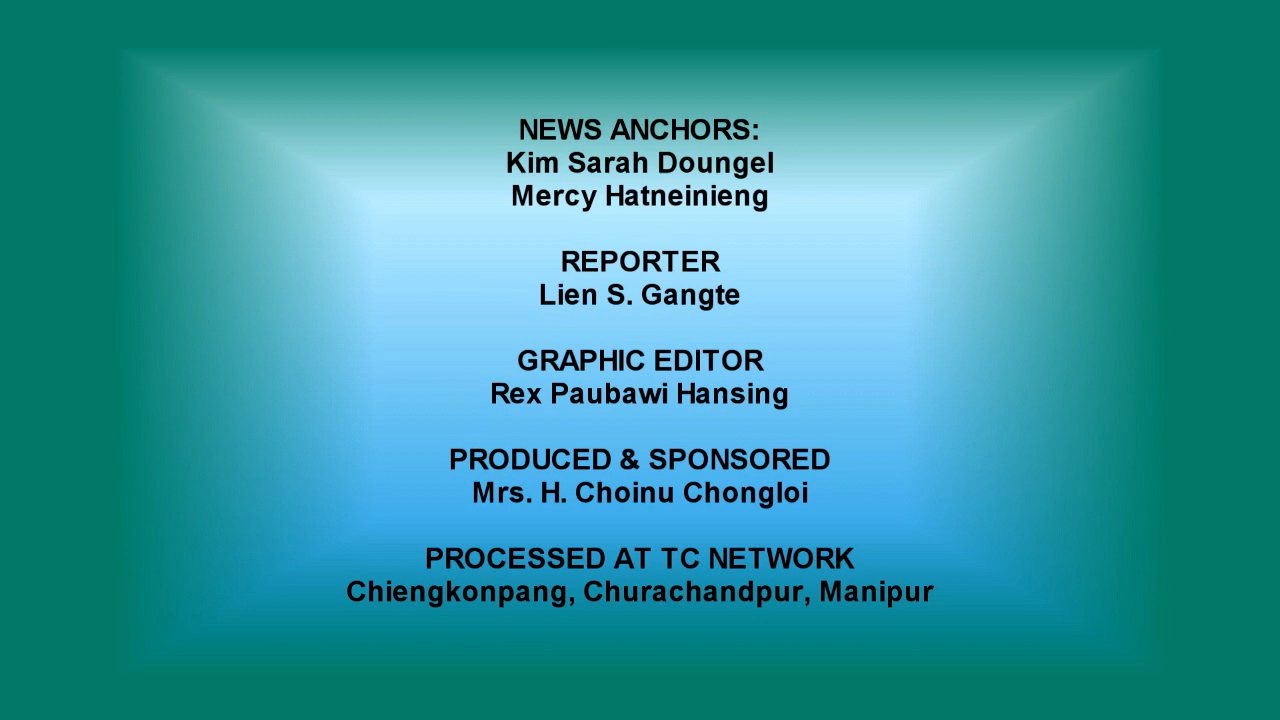 NEWS ANCHORS:
Kim Sarah Doungel
Mercy Hatneinieng
REPORTER
Lien S. Gangte
GRAPHIC EDITOR
Rex Paubawi Hansing
PRODUCED & SPONSORED
Mrs. H. Choinu Chongloi
PROCESSED AT TC NETWORK
Chiengkonpang, Churachandpur, Manipur